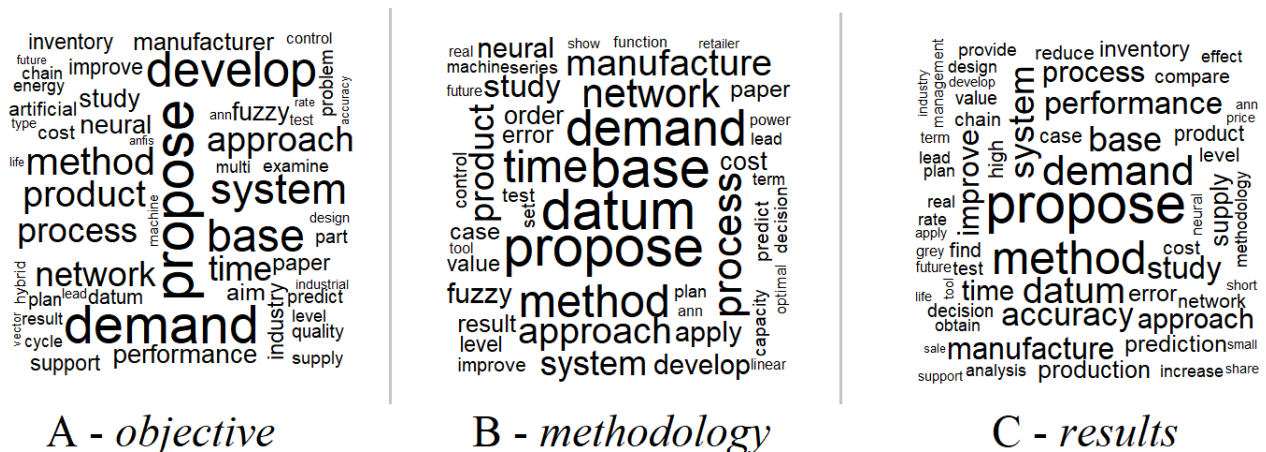 inventory manufacturer control
future
chain improve develop problem
energy
accuracy
artificial study ann fuzzy rate
test
type cost neural
anfis
propose approach
life method multi examine
product system
machine
design
process base part
hybrid network time paper
plan lead datum aim industrial
predict
vector result demand industry level
cycle quality
support performance supply
A - objective
real neural show function retailer
machine series manufacture
future study network paper
product order demand power
error lead
control time base cost
test term
set datum process predict decision
case
tool propose
value
fuzzy method plan optimal
ann
result approach apply capacity
level
improve system develop linear
B - methodology
industry management provide reduce inventory effect
design system process compare
develop
value performance ann
chain price
term case base product
lead improve high demand level
plan
real propose neural supply methodology
rate
apply
grey find method cost study
future test
life tool time datum error network short
decision accuracy approach
obtain
sale manufacture prediction small
support analysis production increase share
C - results